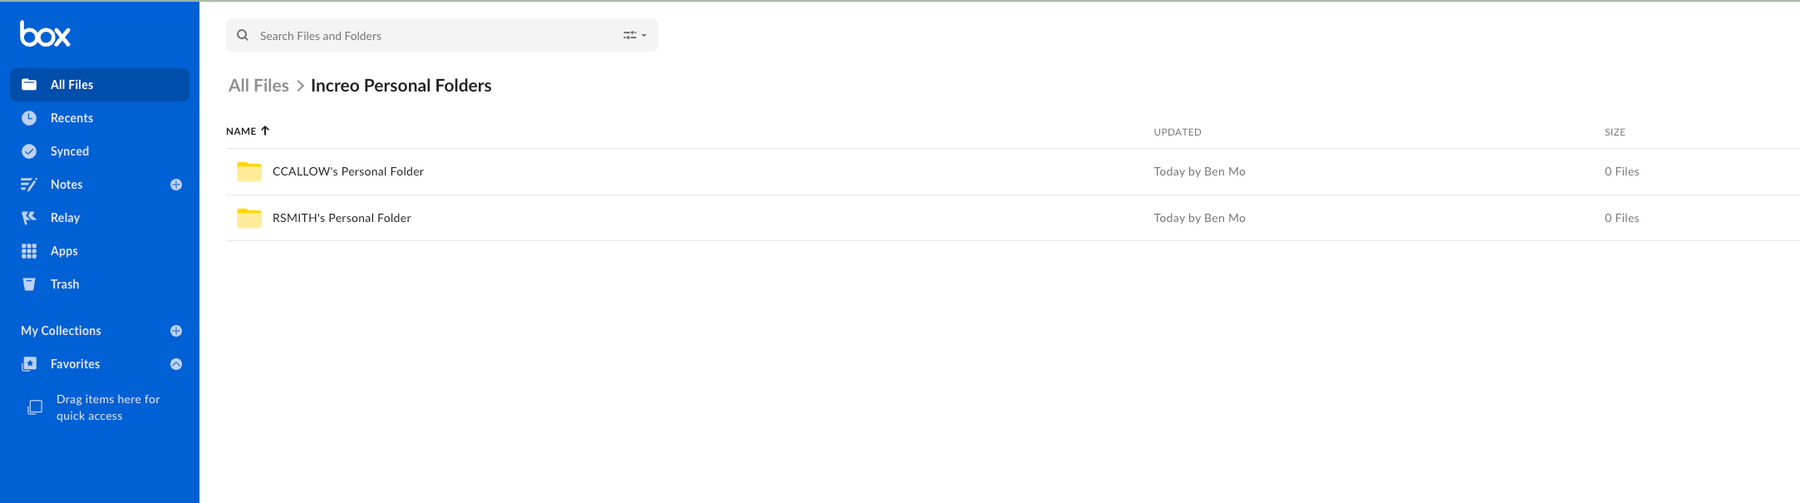 box
Search Files and Folders
All Files
Recents
Synced
Notes
Relay
Apps
Trash
My Collections
Favorites
Drag items here for
quick access
All Files > Increo Personal Folders
NAME ↑ UPDATED SIZE
CCALLOW's Personal Folder Today by Ben Mo 0 Files
RSMITH's Personal Folder Today by Ben Mo 0 Files